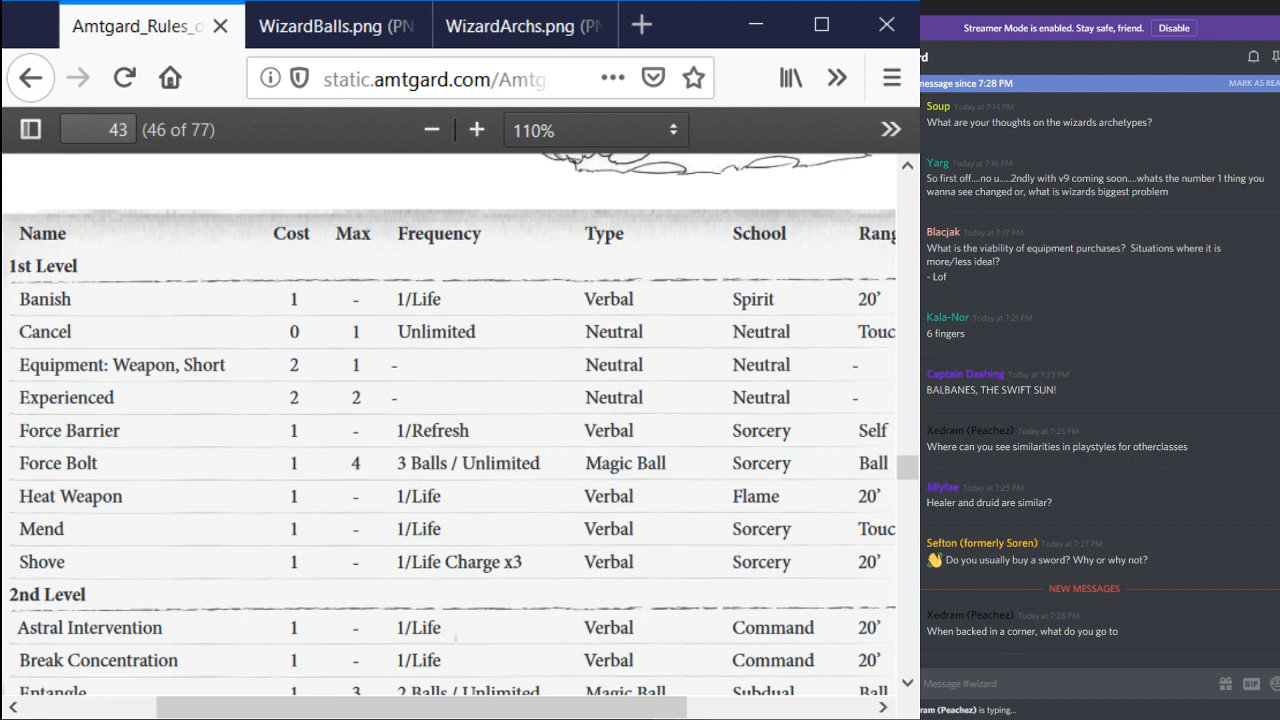 Amtgard_Rules_
WizardBalls.png (PN
WizardArchs.png (P
static.amtgard.com/Amtg
43 (46 of 77)
110%
Name Cost Max Frequency Type School Rang
1st Level
Banish 1 - 1/Life Verbal Spirit 20’
Cancel 0 1 Unlimited Neutral Neutral Touc
Equipment: Weapon, Short 2 1 - Neutral Neutral -
Experienced 2 2 - Neutral Neutral -
Force Barrier 1 - 1/Refresh Verbal Sorcery Self
Force Bolt 1 4 3 Balls / Unlimited Magic Ball Sorcery Ball
Heat Weapon 1 - 1/Life Verbal Flame 20’
Mend 1 - 1/Life Verbal Sorcery Touc
Shove 1 - 1/Life Charge x3 Verbal Sorcery 20’
2nd Level
Astral Intervention 1 - 1/Life Verbal Command 20’
Break Concentration 1 - 1/Life Verbal Command 20’
Entangle 1 3 2 Balls / Unlimited Magic Ball Subdual Ball
Streamer Mode is enabled. Stay safe, friend. Disable
rd
message since 7:28 PM MARK AS REA
Soup Today at 7:14 PM
What are your thoughts on the wizards archetypes?
Yarg Today at 7:16 PM
So first off....no u.....2ndly with v9 coming soon....whats the number 1 thing you
wanna see changed or, what is wizards biggest problem
Blacjak Today at 7:17 PM
What is the viability of equipment purchases? Situations where it is
more/less ideal?
- Lof
Kala-Nor Today at 7:21 PM
6 fingers
Captain Dashing Today at 7:23 PM
BALBANES, THE SWIFT SUN!
Xedram (Peachez) Today at 7:25 PM
Where can you see similarities in playstyles for otherclasses
Jillyfae Today at 7:25 PM
Healer and druid are similar?
Sefton (formerly Soren) Today at 7:27 PM
👋 Do you usually buy a sword? Why or why not?
NEW MESSAGES
Xedram (Peachez) Today at 7:28 PM
When backed in a corner, what do you go to
Message #wizard
GIF
ram (Peachez) is typing...